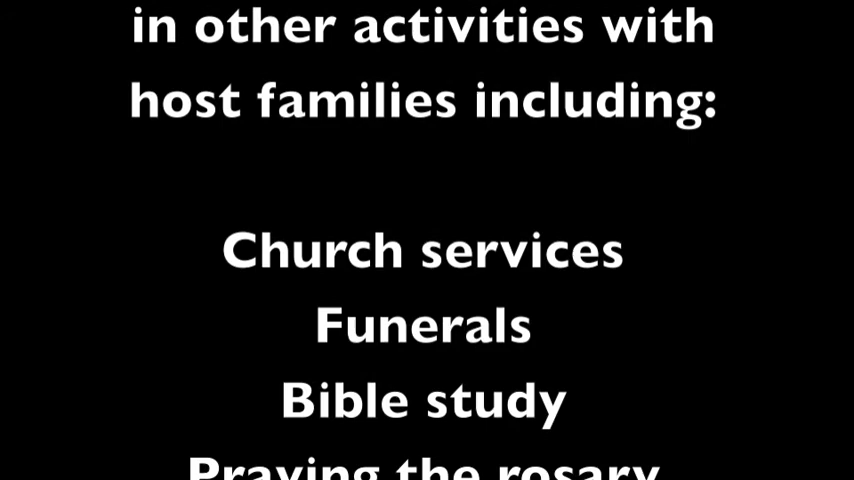 in other activities with
host families including:
Church services
Funerals
Bible study
Praying the rosary